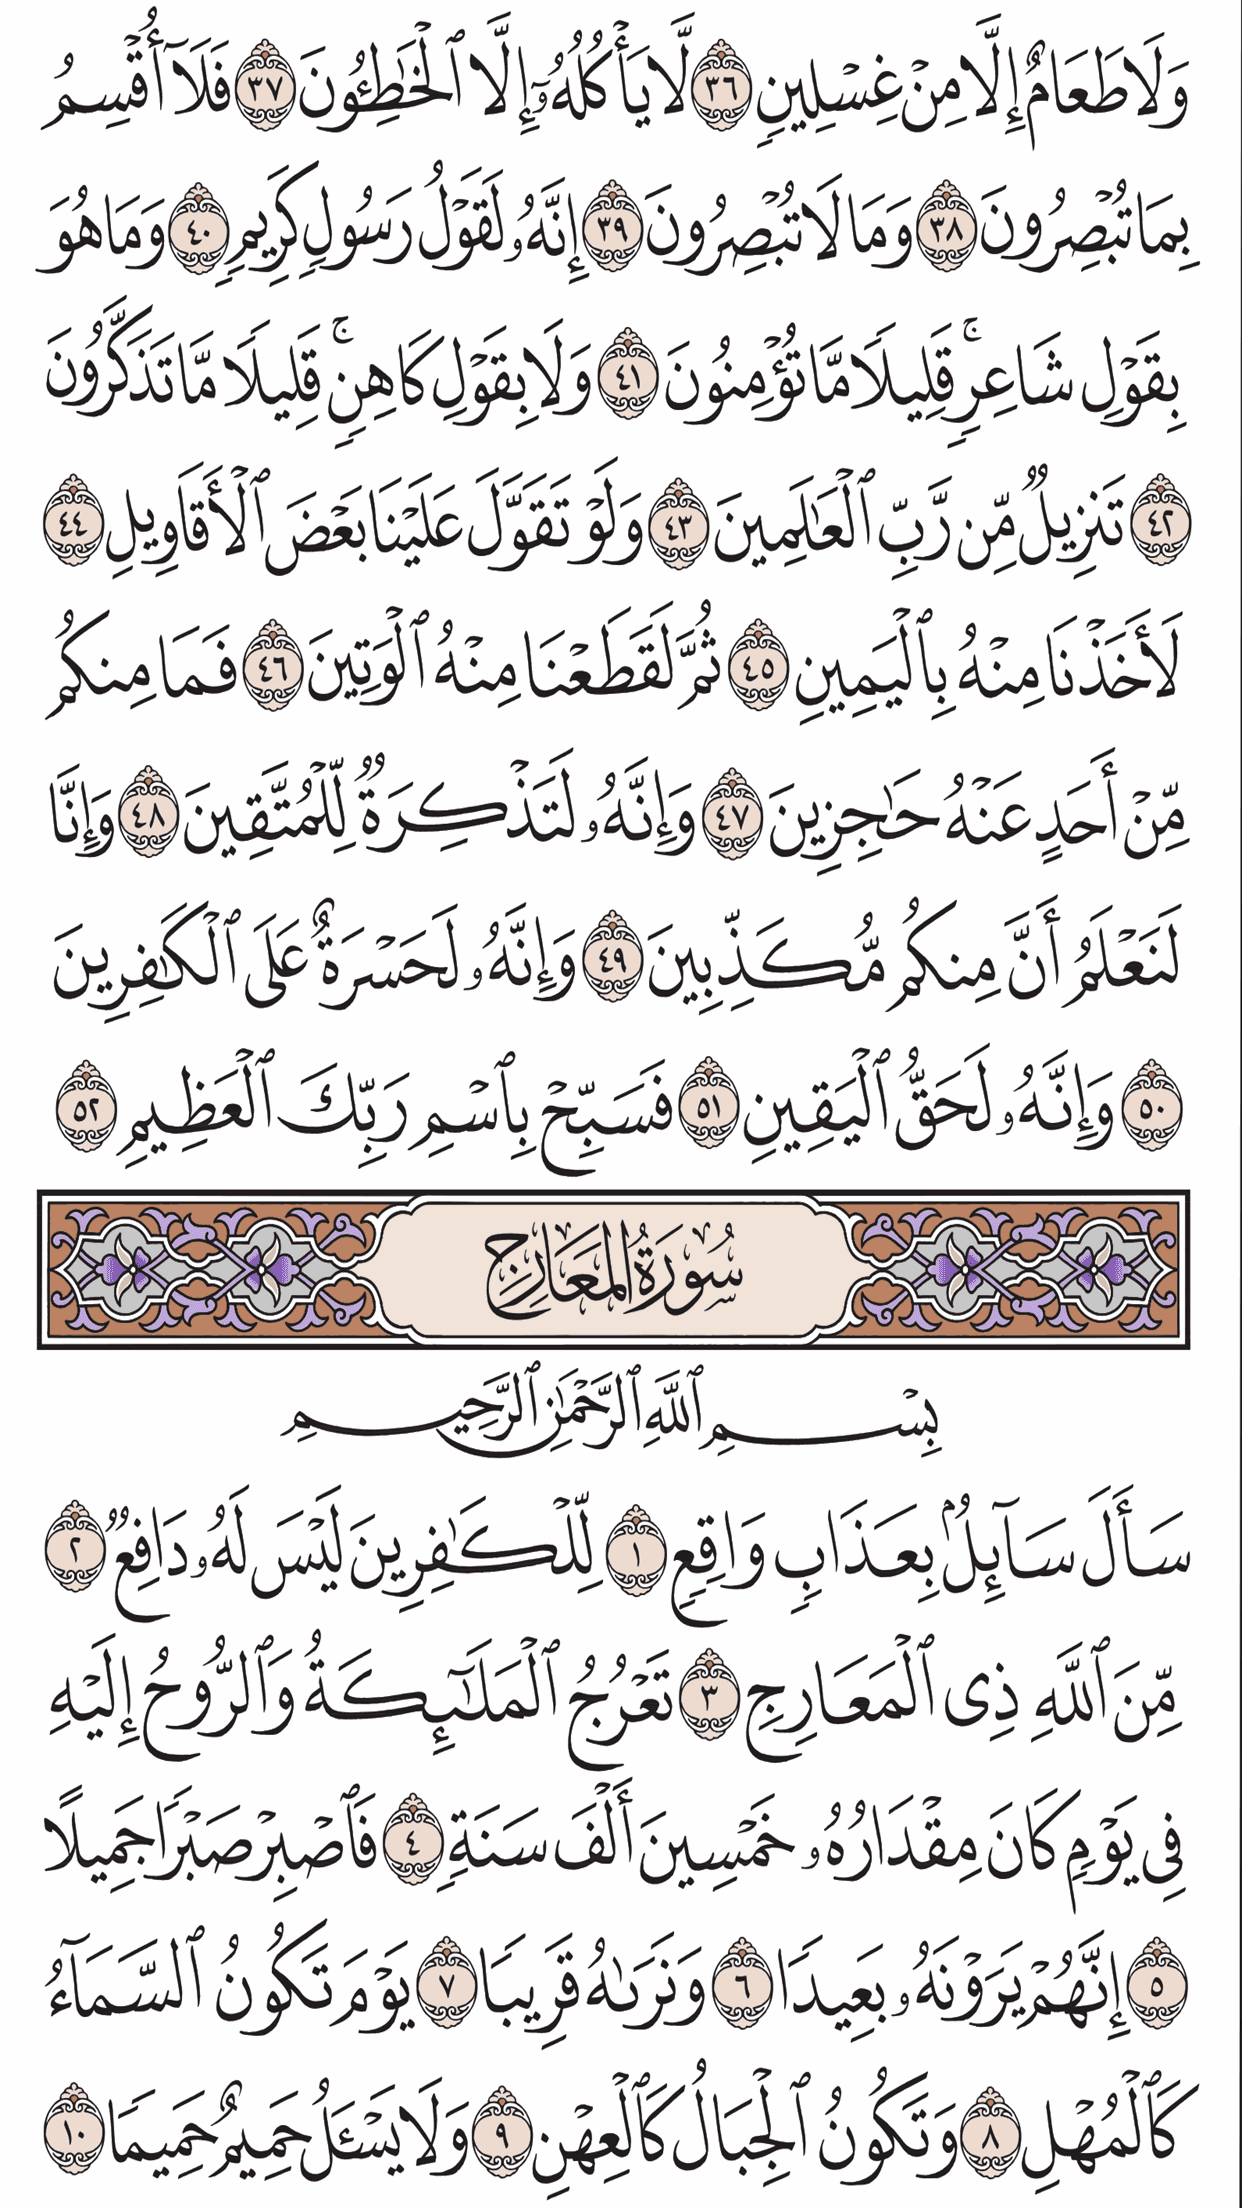 وَلَا طَعَامٌ إِلَّا مِنْ غِسْلِينٍ ٣٦ لَّا يَأْكُلُهُۥٓ إِلَّا ٱلْخَٰطِـُٔونَ ٣٧ فَلَآ أُقْسِمُ
بِمَا تُبْصِرُونَ ٣٨ وَمَا لَا تُبْصِرُونَ ٣٩ إِنَّهُۥ لَقَوْلُ رَسُولٍ كَرِيمٍ ٤٠ وَمَا هُوَ
بِقَوْلِ شَاعِرٍۚ قَلِيلًا مَّا تُؤْمِنُونَ ٤١ وَلَا بِقَوْلِ كَاهِنٍۚ قَلِيلًا مَّا تَذَكَّرُونَ
٤٢ تَنزِيلٌ مِّن رَّبِّ ٱلْعَٰلَمِينَ ٤٣ وَلَوْ تَقَوَّلَ عَلَيْنَا بَعْضَ ٱلْأَقَاوِيلِ ٤٤
لَأَخَذْنَا مِنْهُ بِٱلْيَمِينِ ٤٥ ثُمَّ لَقَطَعْنَا مِنْهُ ٱلْوَتِينَ ٤٦ فَمَا مِنكُم
مِّنْ أَحَدٍ عَنْهُ حَٰجِزِينَ ٤٧ وَإِنَّهُۥ لَتَذْكِرَةٌ لِّلْمُتَّقِينَ ٤٨ وَإِنَّا
لَنَعْلَمُ أَنَّ مِنكُم مُّكَذِّبِينَ ٤٩ وَإِنَّهُۥ لَحَسْرَةٌ عَلَى ٱلْكَٰفِرِينَ
٥٠ وَإِنَّهُۥ لَحَقُّ ٱلْيَقِينِ ٥١ فَسَبِّحْ بِٱسْمِ رَبِّكَ ٱلْعَظِيمِ ٥٢
سُورَةُ المَعَارِجِ
بِسْمِ ٱللَّهِ ٱلرَّحْمَٰنِ ٱلرَّحِيمِ
سَأَلَ سَآئِلٌۢ بِعَذَابٍ وَاقِعٍ ١ لِّلْكَٰفِرِينَ لَيْسَ لَهُۥ دَافِعٌ ٢
مِّنَ ٱللَّهِ ذِى ٱلْمَعَارِجِ ٣ تَعْرُجُ ٱلْمَلَٰٓئِكَةُ وَٱلرُّوحُ إِلَيْهِ
فِى يَوْمٍ كَانَ مِقْدَارُهُۥ خَمْسِينَ أَلْفَ سَنَةٍ ٤ فَٱصْبِرْ صَبْرًا جَمِيلًا
٥ إِنَّهُمْ يَرَوْنَهُۥ بَعِيدًا ٦ وَنَرَىٰهُ قَرِيبًا ٧ يَوْمَ تَكُونُ ٱلسَّمَآءُ
كَٱلْمُهْلِ ٨ وَتَكُونُ ٱلْجِبَالُ كَٱلْعِهْنِ ٩ وَلَا يَسْـَٔلُ حَمِيمٌ حَمِيمًا ١٠